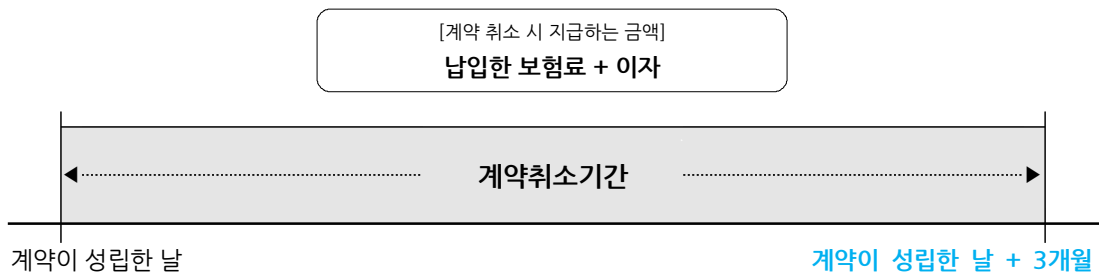 [계약 취소 시 지급하는 금액]
납입한 보험료 + 이자
계약취소기간
계약이 성립한 날
계약이 성립한 날 + 3개월